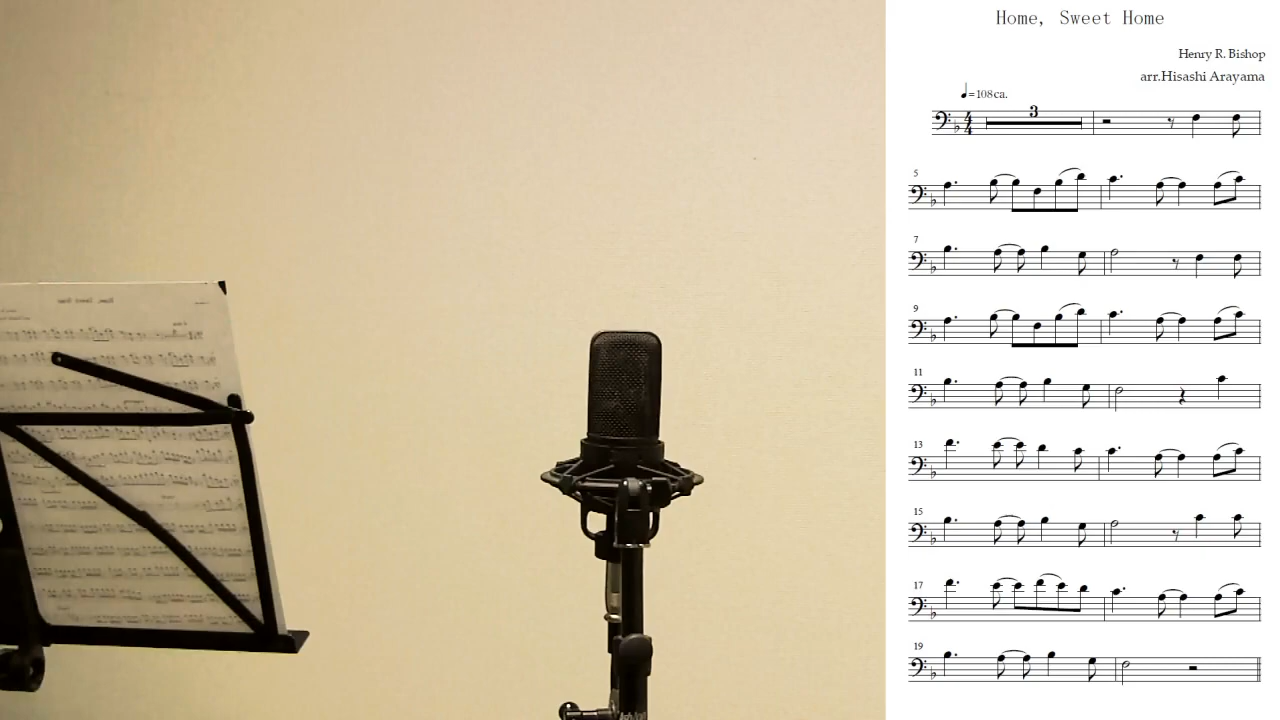 Home, Sweet Home
Henry R. Bishop
arr.Hisashi Arayama
♩=108ca.
3
5
7
9
11
13
15
17
19